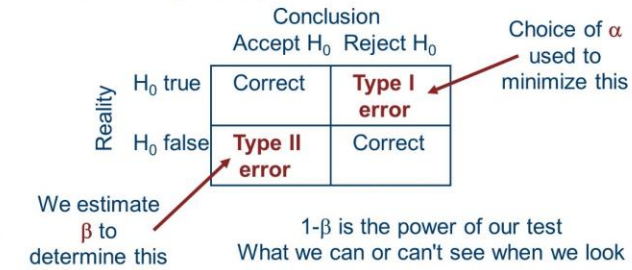 Conclusion
Accept H₀ Reject H₀
Choice of α
used to
minimize this
Reality
H₀ true Correct Type I
error
H₀ false Type II Correct
error
We estimate
β to
determine this
1-β is the power of our test
What we can or can't see when we look